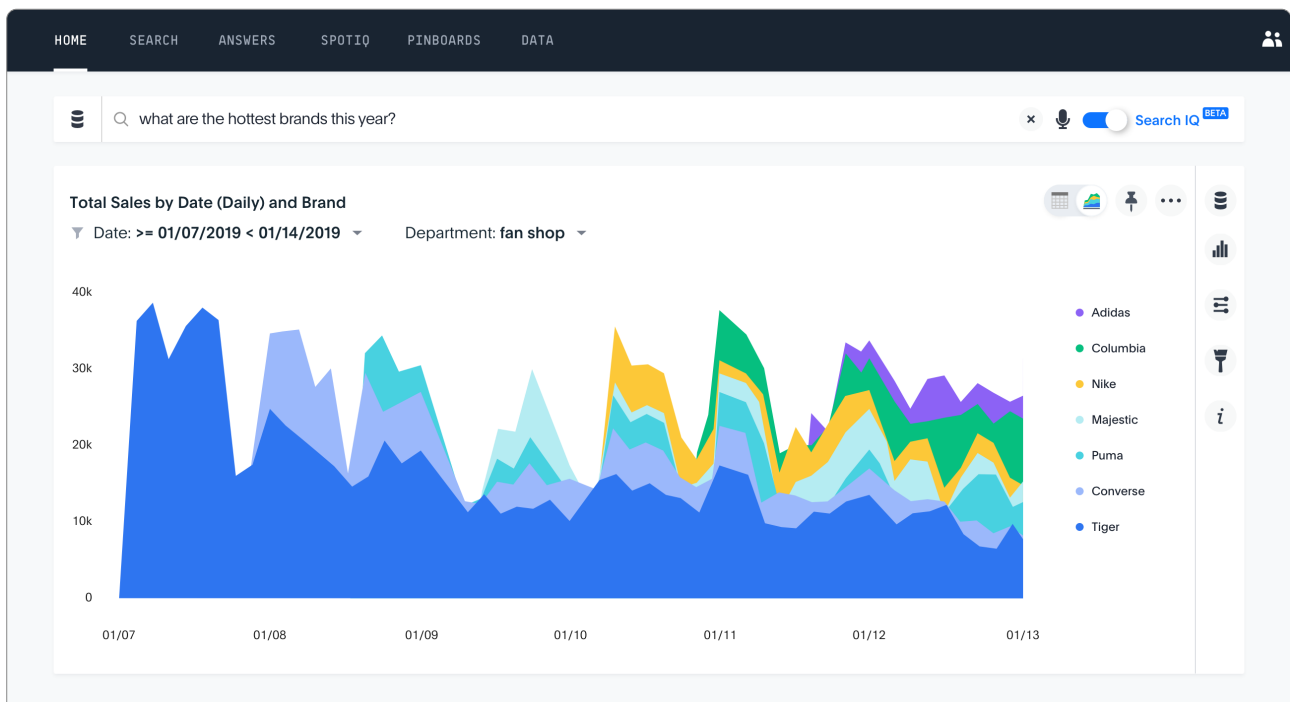 HOME SEARCH ANSWERS SPOTIQ PINBOARDS DATA
what are the hottest brands this year?
Search IQ BETA
Total Sales by Date (Daily) and Brand
Date: >= 01/07/2019 < 01/14/2019 Department: fan shop
40k
30k
20k
10k
0
01/07 01/08 01/09 01/10 01/11 01/12 01/13
Adidas
Columbia
Nike
Majestic
Puma
Converse
Tiger